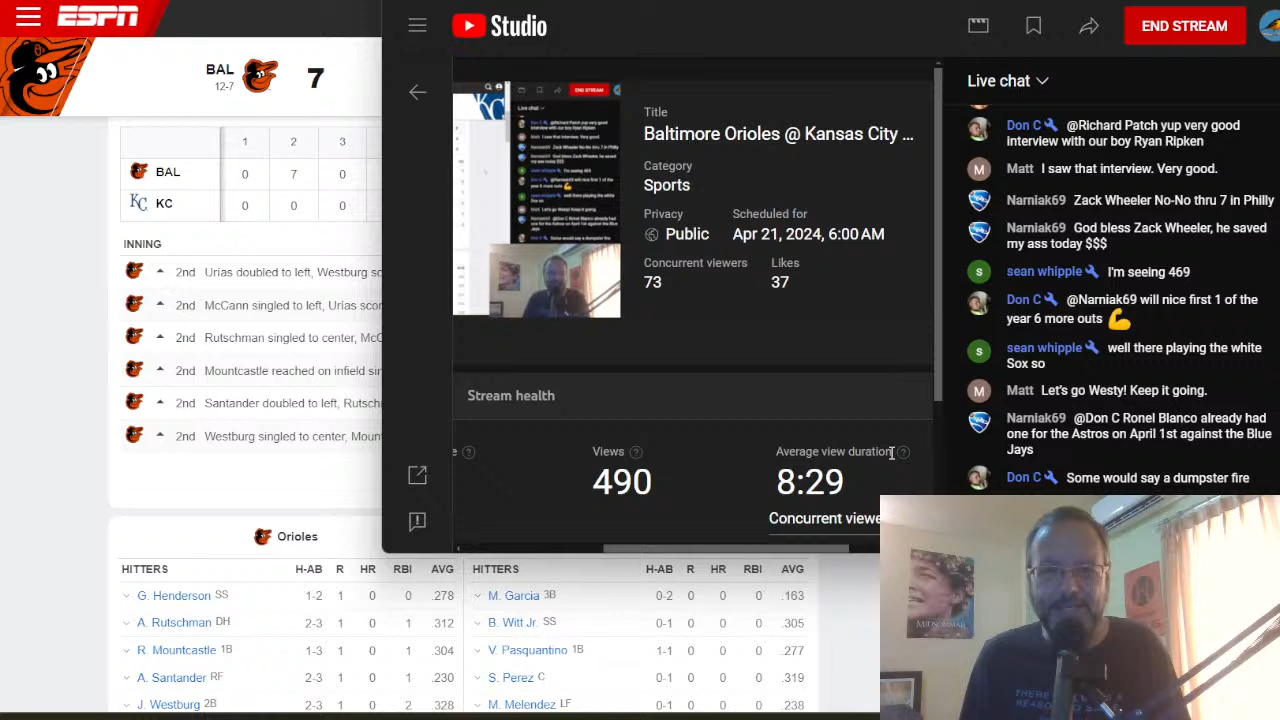 ESPN
BAL
12-7
7
1 2 3
BAL 0 7 0
KC 0 0 0
INNING
2nd Urías doubled to left, Westburg sc
2nd McCann singled to left, Urías scor
2nd Rutschman singled to center, McC
2nd Mountcastle reached on infield sin
2nd Santander doubled to left, Rutsch
2nd Westburg singled to center, Mount
Orioles
HITTERS H-AB R HR RBI AVG
G. Henderson SS 1-2 1 0 0 .278
A. Rutschman DH 2-3 1 0 1 .312
R. Mountcastle 1B 1-3 1 0 1 .304
A. Santander RF 2-3 1 0 1 .230
J. Westburg 2B 2-3 1 0 2 .328
HITTERS H-AB R HR RBI AVG
M. Garcia 3B 0-2 0 0 0 .163
B. Witt Jr. SS 0-1 0 0 0 .305
V. Pasquantino 1B 1-1 0 0 0 .277
S. Perez C 0-1 0 0 0 .319
M. Melendez LF 0-1 0 0 0 .238
Studio
END STREAM
Title
Baltimore Orioles @ Kansas City ...
Category
Sports
Privacy
Public
Scheduled for
Apr 21, 2024, 6:00 AM
Concurrent viewers
73
Likes
37
Stream health
e
Views
490
Average view duration
8:29
Concurrent viewe
Live chat
Don C @Richard Patch yup very good
interview with our boy Ryan Ripken
Matt I saw that interview. Very good.
Narniak69 Zack Wheeler No-No thru 7 in Philly
Narniak69 God bless Zack Wheeler, he saved
my ass today $$$
sean whipple I'm seeing 469
Don C @Narniak69 will nice first 1 of the
year 6 more outs 💪
sean whipple well there playing the white
Sox so
Matt Let's go Westy! Keep it going.
Narniak69 @Don C Ronel Blanco already had
one for the Astros on April 1st against the Blue
Jays
Don C Some would say a dumpster fire
MIDSOMMAR